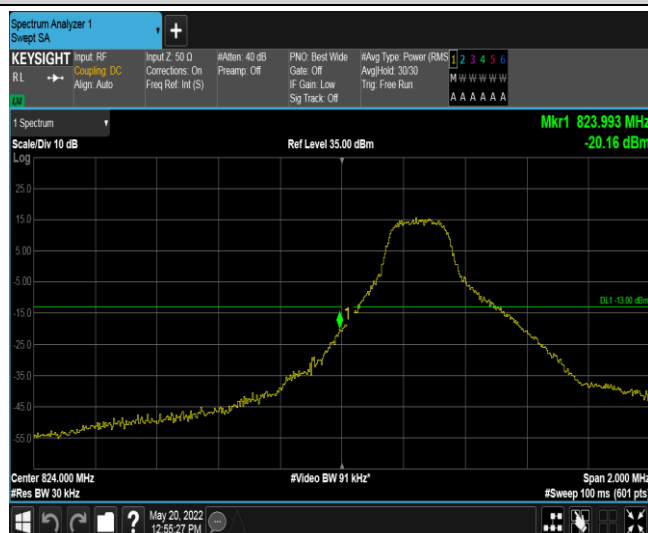 Spectrum Analyzer 1
Swept SA
+
KEYSIGHT
RL
LXI
Input: RF
Coupling: DC
Align: Auto
Input Z: 50 Ω
Corrections: On
Freq Ref: Int (S)
#Atten: 40 dB
Preamp: Off
PNO: Best Wide
Gate: Off
IF Gain: Low
Sig Track: Off
#Avg Type: Power (RMS
Avg|Hold: 30/30
Trig: Free Run
1 2 3 4 5 6
M W W W W W
A A A A A A
1 Spectrum
Mkr1 823.993 MHz
Scale/Div 10 dB
Ref Level 35.00 dBm
-20.16 dBm
Log
25.0
15.0
5.00
-5.00
DL1 -13.00 dBm
1
-15.0
-25.0
-35.0
-45.0
-55.0
Center 824.000 MHz
#Video BW 91 kHz*
Span 2.000 MHz
#Res BW 30 kHz
#Sweep 100 ms (601 pts)
?
May 20, 2022
12:55:27 PM